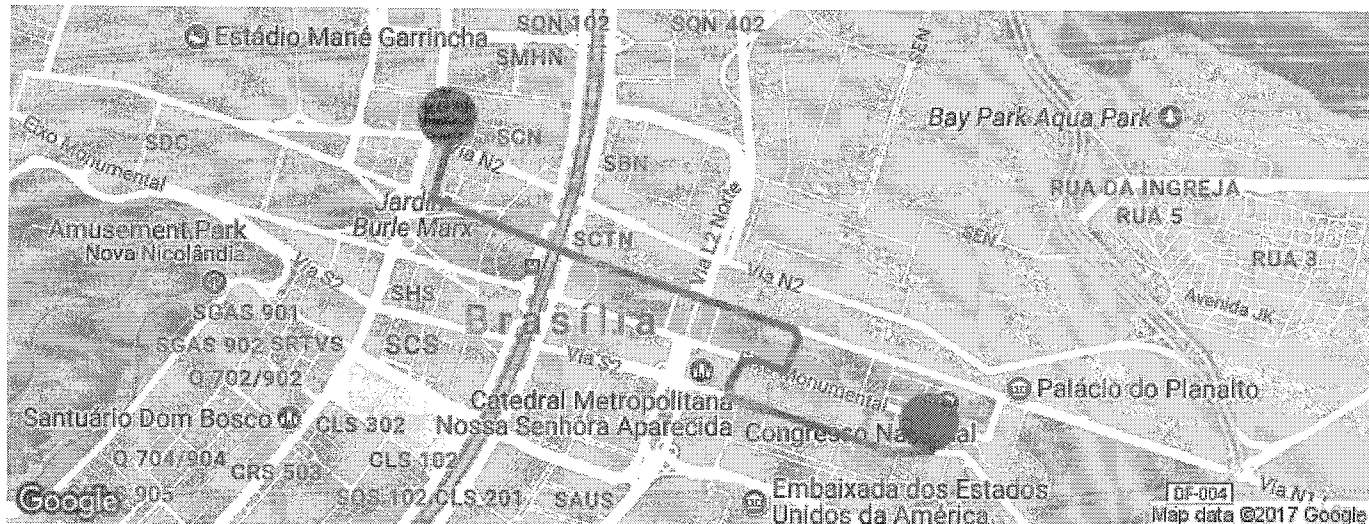 SQN 102
SQN 402
Estádio Mané Garrincha
SMHN
SEN
Bay Park Aqua Park
SCN
SDC
Eixo Monumental
Via N2
SBN
RUA DA INGREJA
RUA 5
Jardin
Burle Marx
Via L2 Norte
Amusement Park
Nova Nicolândia
SCTN
SEN
RUA 3
Via S2
Via N2
SHS
Avenida JK
SGAS 901
Brasília
SGAS 902 SRTVS
SCS
Via S2
Q 702/902
Monumental
Palácio do Planalto
Catedral Metropolitana
Nossa Senhora Aparecida
Santuário Dom Bosco
CLS 302
Congresso Nacional
Q 704/904
CRS 503
CLS 102
Google
905
SQS 102/CLS 201
SAUS
Embaixada dos Estados
Unidos da América
DF-004
Via N1
Map data ©2017 Google